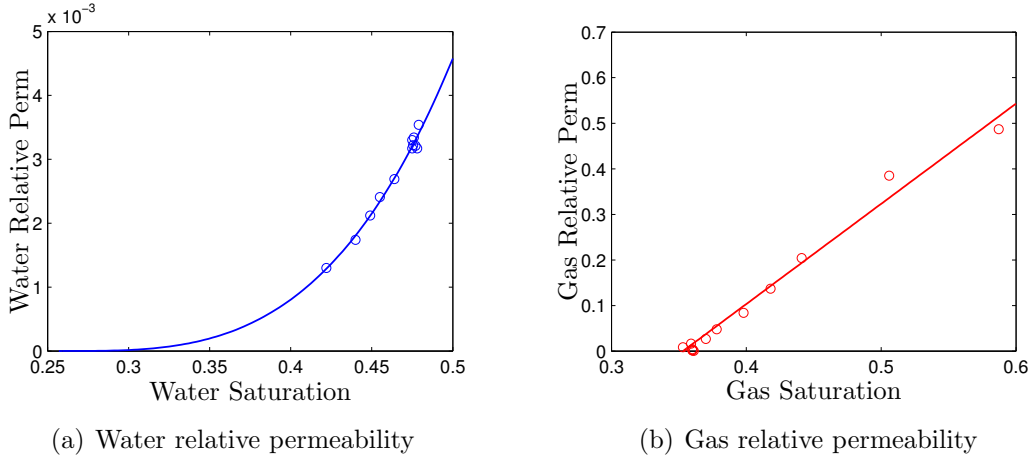 x 10⁻³
5
4
3
2
1
0
Water Relative Perm
0.25 0.3 0.35 0.4 0.45 0.5
Water Saturation
(a) Water relative permeability
0.7
0.6
0.5
0.4
0.3
0.2
0.1
0
Gas Relative Perm
0.3 0.4 0.5 0.6
Gas Saturation
(b) Gas relative permeability